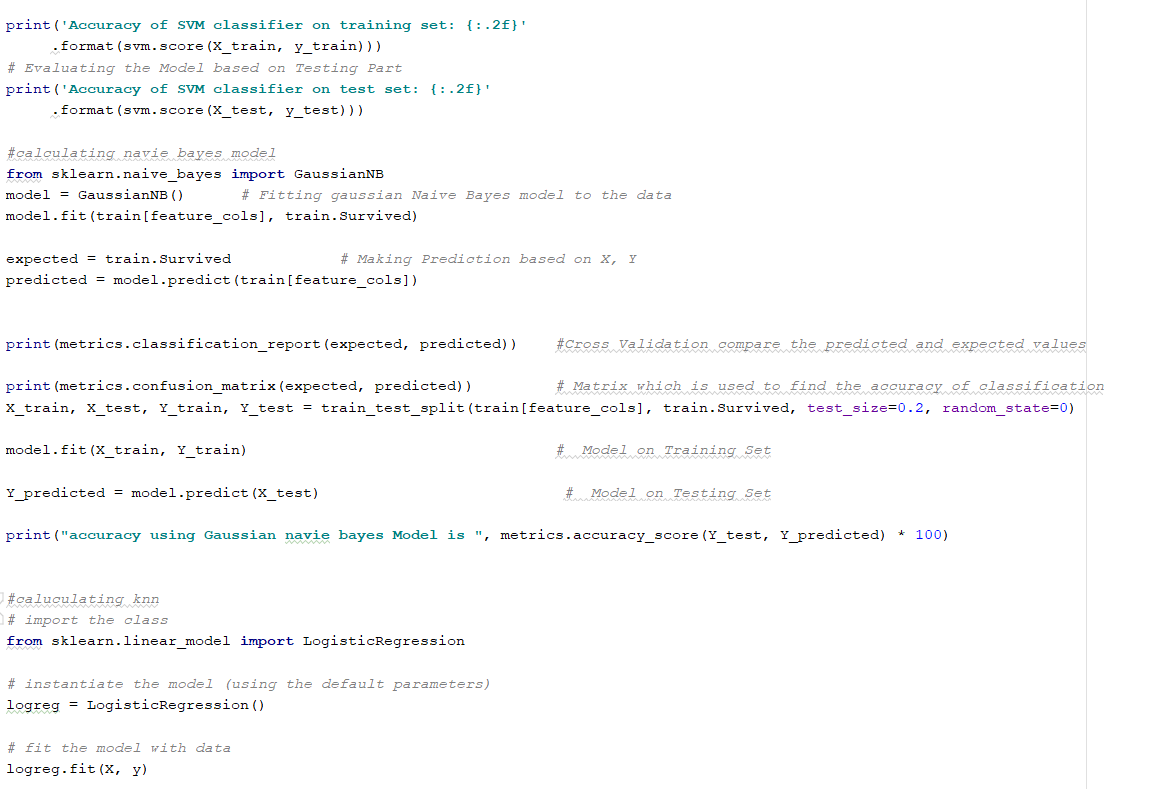 print('Accuracy of SVM classifier on training set: {:.2f}'
     .format(svm.score(X_train, y_train)))
# Evaluating the Model based on Testing Part
print('Accuracy of SVM classifier on test set: {:.2f}'
     .format(svm.score(X_test, y_test)))
#calculating navie bayes model
from sklearn.naive_bayes import GaussianNB
model = GaussianNB()      # Fitting gaussian Naive Bayes model to the data
model.fit(train[feature_cols], train.Survived)
expected = train.Survived            # Making Prediction based on X, Y
predicted = model.predict(train[feature_cols])
print(metrics.classification_report(expected, predicted))    #Cross Validation compare the predicted and expected values
print(metrics.confusion_matrix(expected, predicted))         # Matrix which is used to find the accuracy of classification
X_train, X_test, Y_train, Y_test = train_test_split(train[feature_cols], train.Survived, test_size=0.2, random_state=0)
model.fit(X_train, Y_train)                                  #  Model on Training Set
Y_predicted = model.predict(X_test)                           #  Model on Testing Set
print("accuracy using Gaussian navie bayes Model is ", metrics.accuracy_score(Y_test, Y_predicted) * 100)
#caluculating knn
# import the class
from sklearn.linear_model import LogisticRegression
# instantiate the model (using the default parameters)
logreg = LogisticRegression()
# fit the model with data
logreg.fit(X, y)